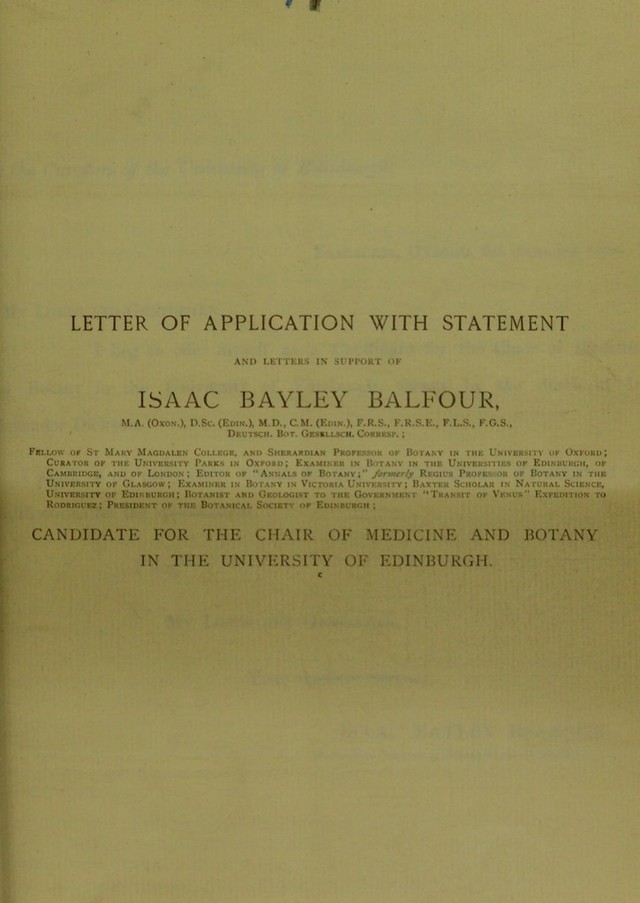 LETTER OF APPLICATION WITH STATEMENT
AND LETTERS IN SUPPORT OF
ISAAC BAYLEY BALFOUR,
M.A. (Oxon.), D.Sc. (Edin.), M.D., C.M. (Edin.), F.R.S., F.R.S.E., F.L.S., F.G.S.,
Deutsch. Bot. Gesellsch. Corresp.;
Fellow of St Mary Magdalen College, and Sherardian Professor of Botany in the University of Oxford;
Curator of the University Parks in Oxford; Examiner in Botany in the Universities of Edinburgh, of
Cambridge, and of London; Editor of "Annals of Botany;" formerly Regius Professor of Botany in the
University of Glasgow; Examiner in Botany in Victoria University; Baxter Scholar in Natural Science,
University of Edinburgh; Botanist and Geologist to the Government "Transit of Venus" Expedition to
Rodriguez; President of the Botanical Society of Edinburgh;
CANDIDATE FOR THE CHAIR OF MEDICINE AND BOTANY
IN THE UNIVERSITY OF EDINBURGH.
c